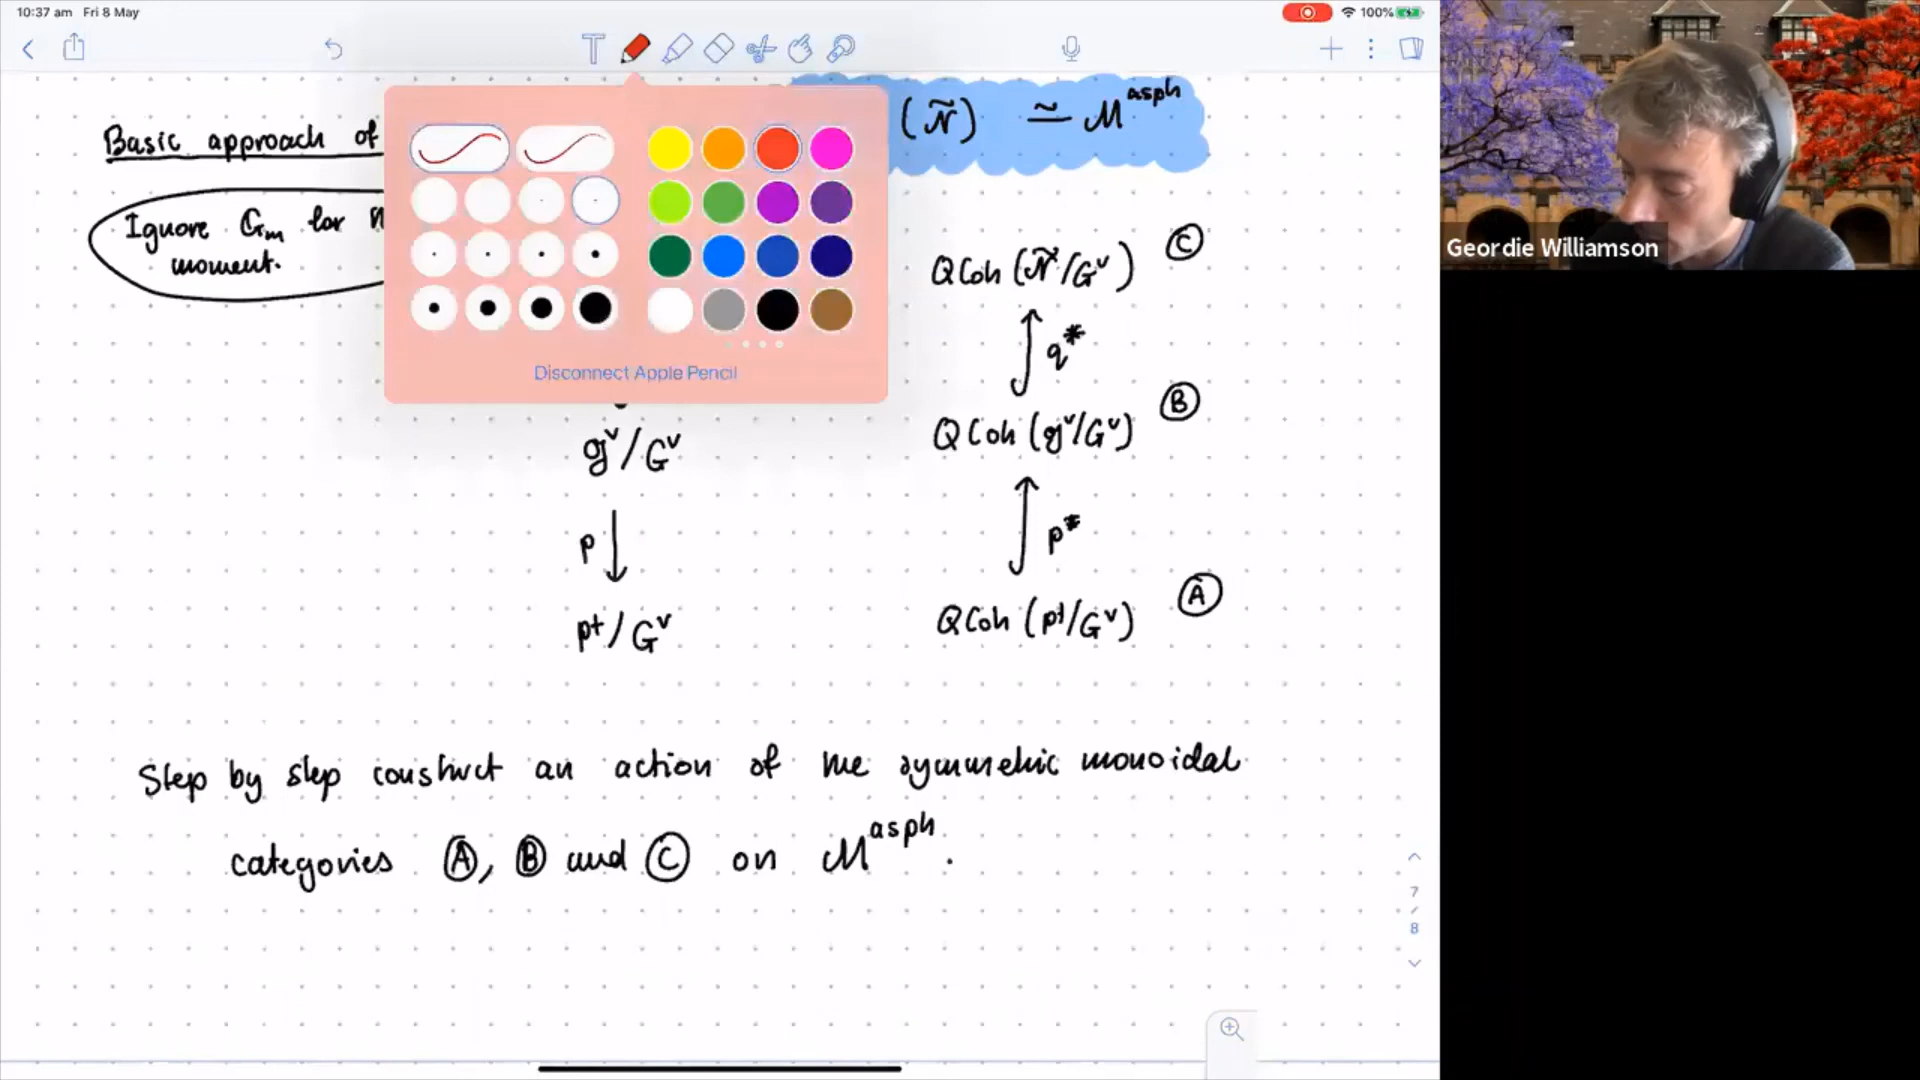 10:37 am Fri 8 May
100%
Basic approach of
(Ñ) ≃ M^asph
Ignore G_m for
moment.
QCoh (Ñ/G^v) Ⓒ
q*
QCoh (g^v/G^v) Ⓑ
g^v/G^v
p
p*
pt/G^v
QCoh (pt/G^v) Ⓐ
Disconnect Apple Pencil
Step by step construct an action of the symmetric monoidal
categories Ⓐ, Ⓑ and Ⓒ on M^asph.
7
/
8
Geordie Williamson